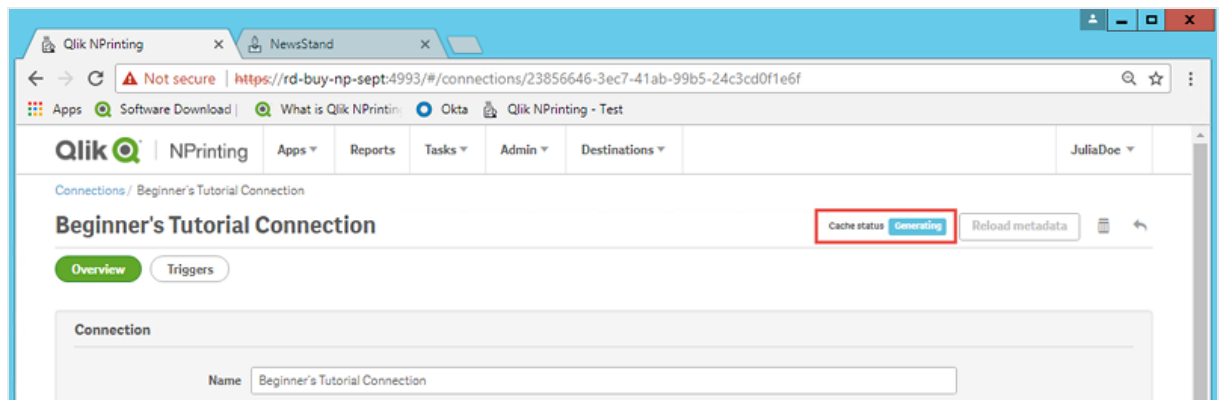 Qlik NPrinting
NewsStand
Not secure | https://rd-buy-np-sept:4993/#/connections/23856646-3ec7-41ab-99b5-24c3cd0f1e6f
Apps Software Download | What is Qlik NPrinting Okta Qlik NPrinting - Test
Qlik NPrinting Apps Reports Tasks Admin Destinations JuliaDoe
Connections / Beginner's Tutorial Connection
Beginner's Tutorial Connection Cache status Generating Reload metadata
Overview Triggers
Connection
Name Beginner's Tutorial Connection